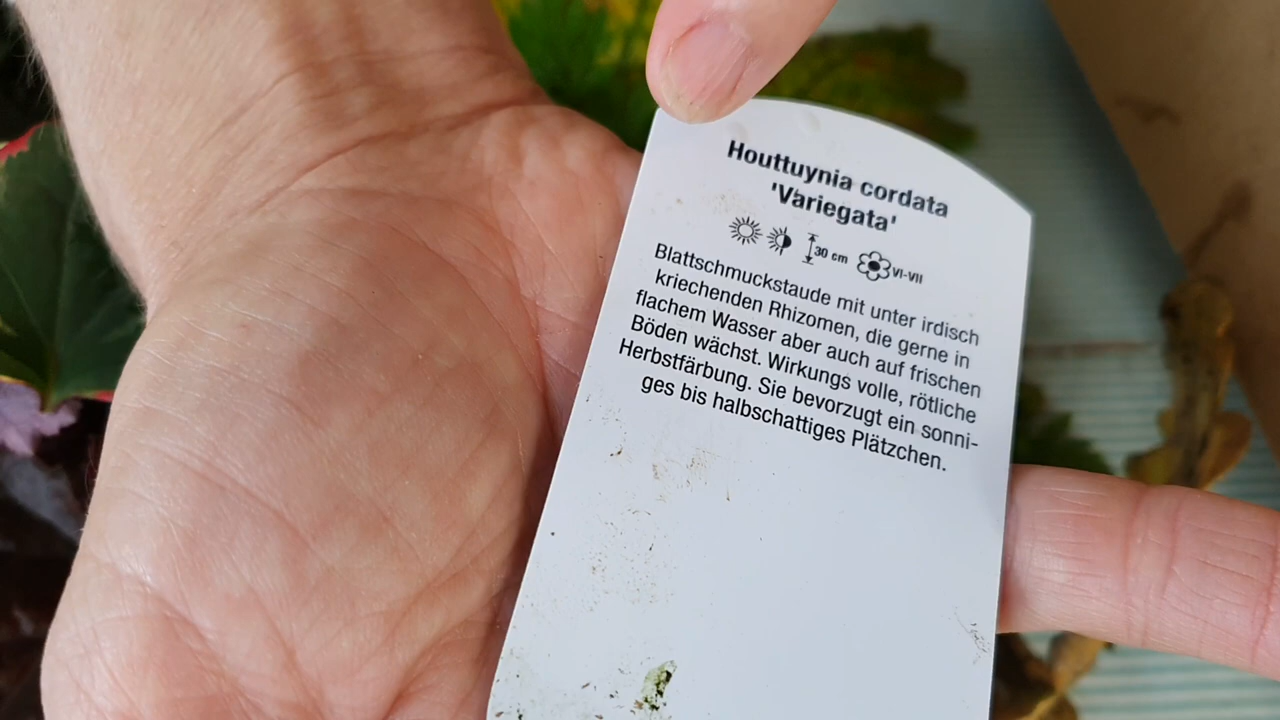 Houttuynia cordata
'Variegata'
30 cm VI-VII
Blattschmuckstaude mit unter irdisch
kriechenden Rhizomen, die gerne in
flachem Wasser aber auch auf frischen
Böden wächst. Wirkungs volle, rötliche
Herbstfärbung. Sie bevorzugt ein sonni-
ges bis halbschattiges Plätzchen.